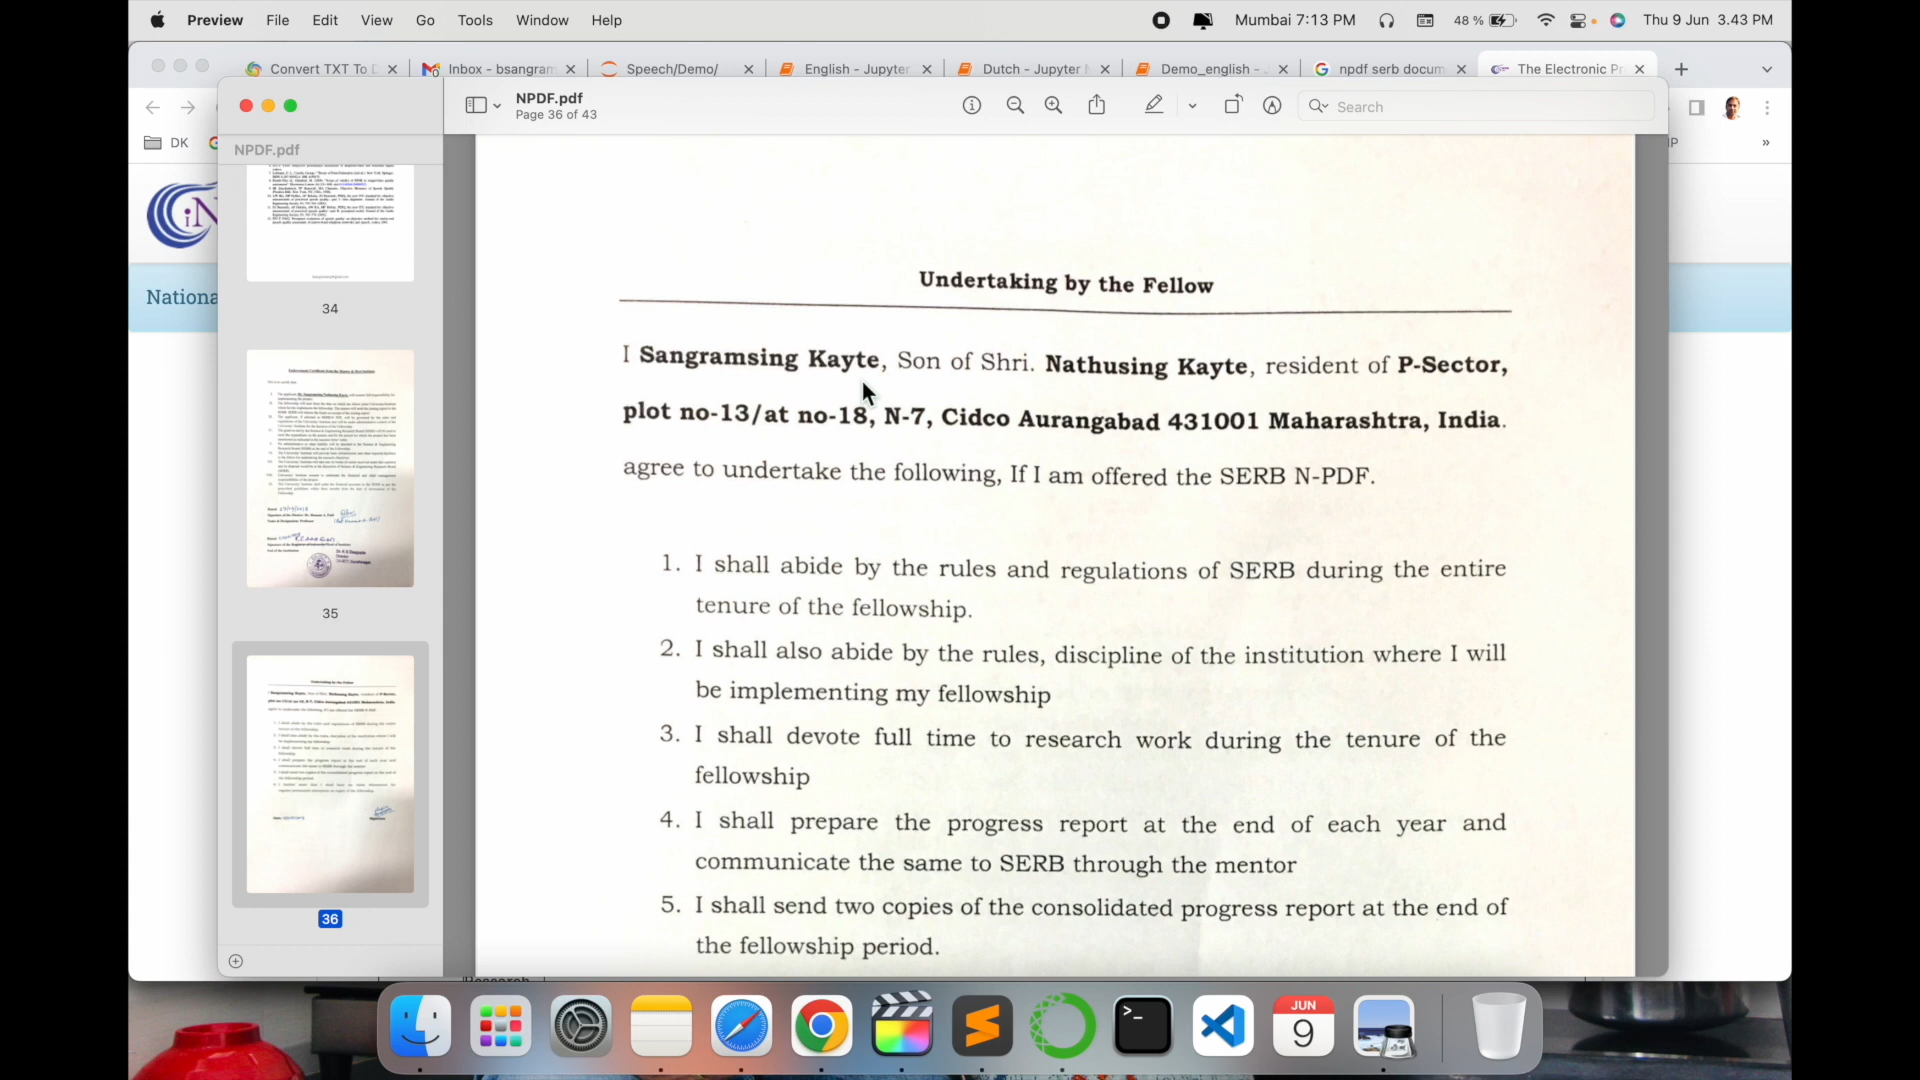 Preview File Edit View Go Tools Window Help
Mumbai 7:13 PM 48 % Thu 9 Jun 3.43 PM
Convert TXT To D
Inbox - bsangram
Speech/Demo/
English - Jupyter
Dutch - Jupyter N
Demo_english -
npdf serb docum
The Electronic Pr
DK
NPDF.pdf
Page 36 of 43
Search
NPDF.pdf
iN
Nationa
34
35
36
Undertaking by the Fellow
I Sangramsing Kayte, Son of Shri. Nathusing Kayte, resident of P-Sector,
plot no-13/at no-18, N-7, Cidco Aurangabad 431001 Maharashtra, India.
agree to undertake the following, If I am offered the SERB N-PDF.
1. I shall abide by the rules and regulations of SERB during the entire
tenure of the fellowship.
2. I shall also abide by the rules, discipline of the institution where I will
be implementing my fellowship
3. I shall devote full time to research work during the tenure of the
fellowship
4. I shall prepare the progress report at the end of each year and
communicate the same to SERB through the mentor
5. I shall send two copies of the consolidated progress report at the end of
the fellowship period.
JUN
9